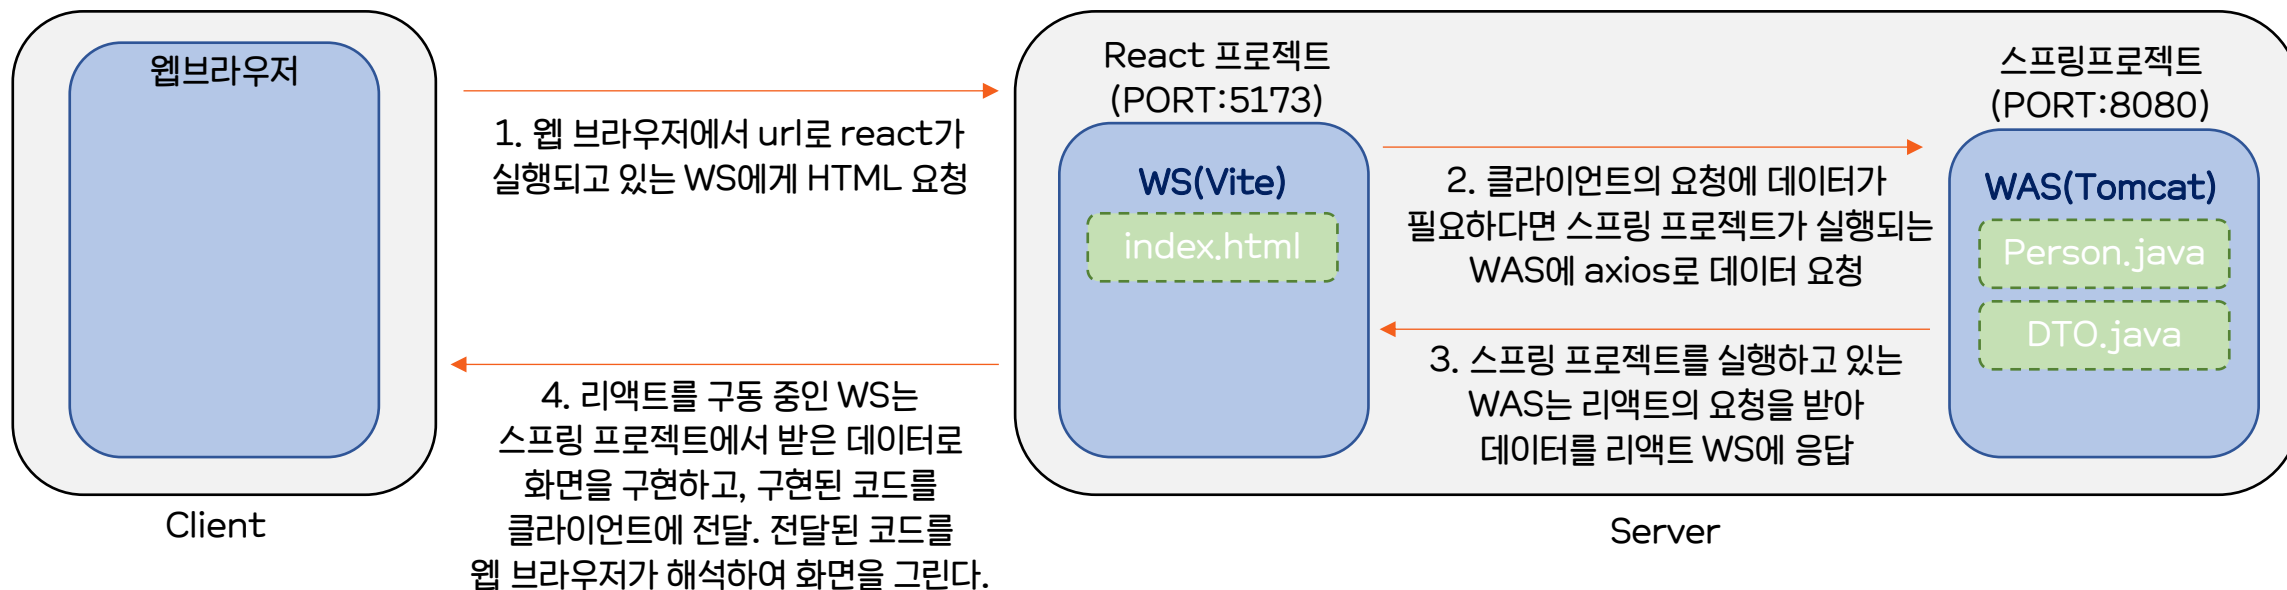 웹브라우저
Client
1. 웹 브라우저에서 url로 react가
실행되고 있는 WS에게 HTML 요청
4. 리액트를 구동 중인 WS는
스프링 프로젝트에서 받은 데이터로
화면을 구현하고, 구현된 코드를
클라이언트에 전달. 전달된 코드를
웹 브라우저가 해석하여 화면을 그린다.
React 프로젝트
(PORT:5173)
WS(Vite)
index.html
2. 클라이언트의 요청에 데이터가
필요하다면 스프링 프로젝트가 실행되는
WAS에 axios로 데이터 요청
3. 스프링 프로젝트를 실행하고 있는
WAS는 리액트의 요청을 받아
데이터를 리액트 WS에 응답
스프링프로젝트
(PORT:8080)
WAS(Tomcat)
Person.java
DTO.java
Server